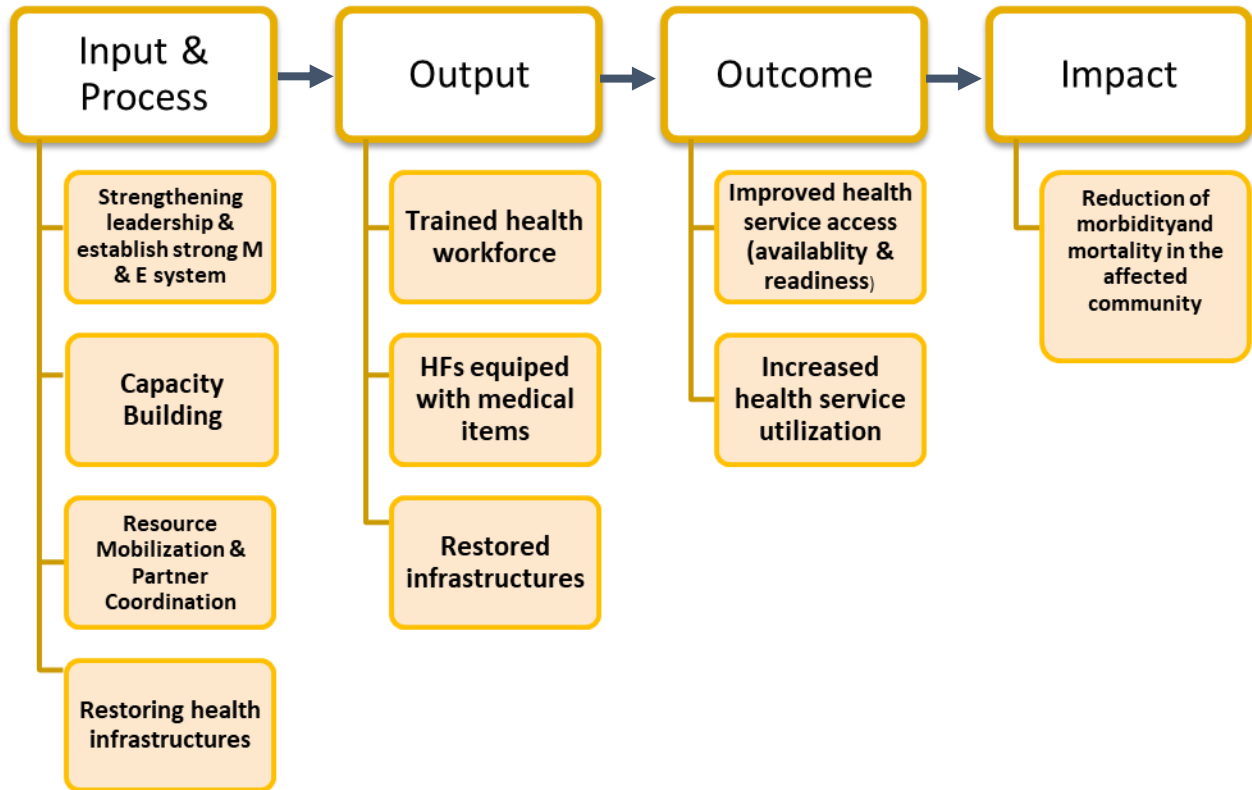 Input &
Process
Output
Outcome
Impact
Strengthening
leadership &
establish strong M
& E system
Capacity
Building
Resource
Mobilization &
Partner
Coordination
Restoring health
infrastructures
Trained health
workforce
HFs equiped
with medical
items
Restored
infrastructures
Improved health
service access
(availablity &
readiness)
Increased
health service
utilization
Reduction of
morbidityand
mortality in the
affected
community